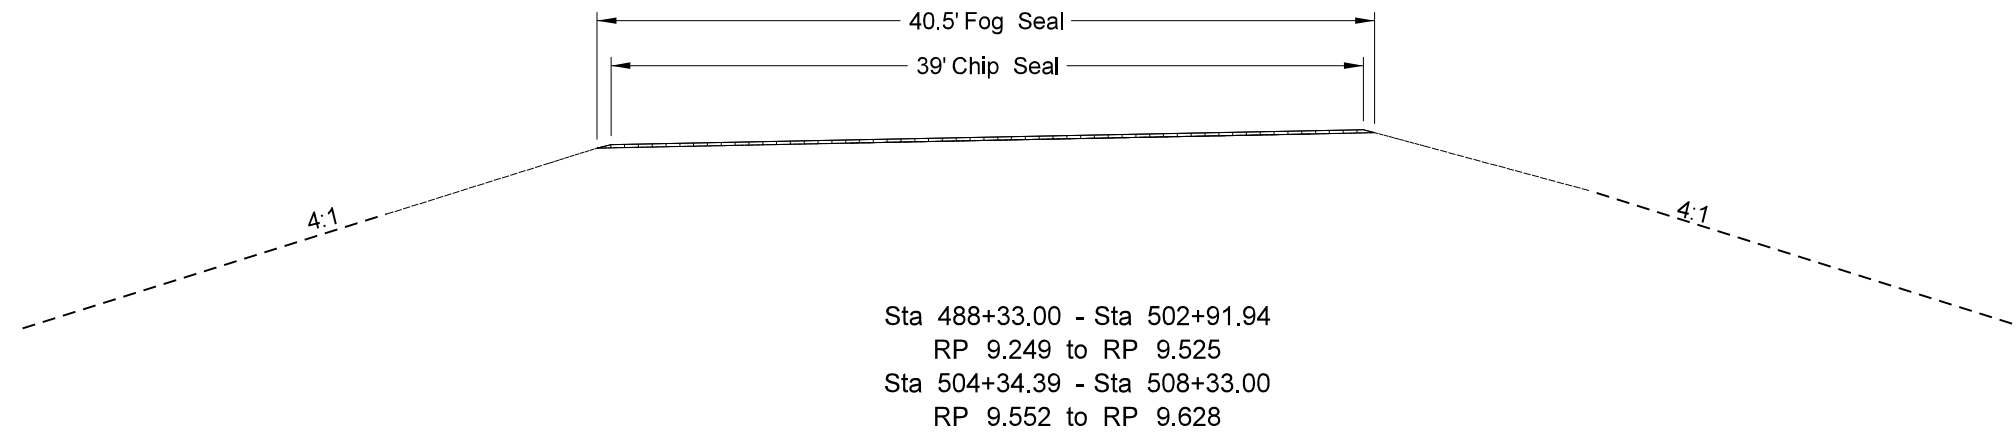 40.5' Fog Seal
39' Chip Seal
4:1
4:1
Sta 488+33.00 - Sta 502+91.94
RP 9.249 to RP 9.525
Sta 504+34.39 - Sta 508+33.00
RP 9.552 to RP 9.628